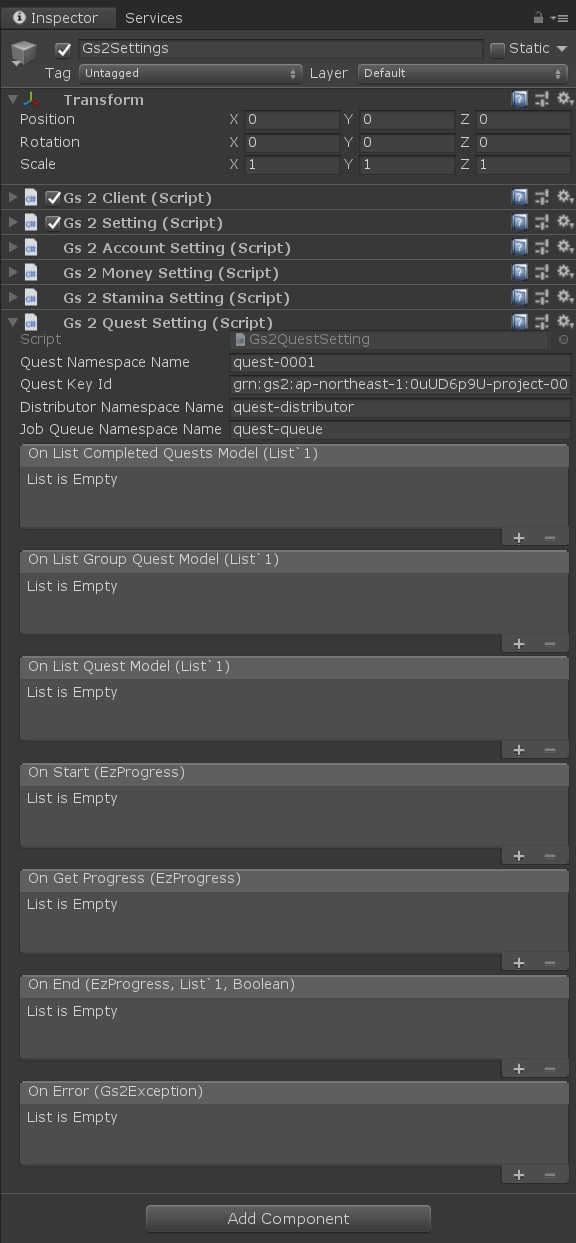 Inspector Services
Gs2Settings Static
Tag Untagged Layer Default
Transform
Position X 0 Y 0 Z 0
Rotation X 0 Y 0 Z 0
Scale X 1 Y 1 Z 1
Gs 2 Client (Script)
Gs 2 Setting (Script)
Gs 2 Account Setting (Script)
Gs 2 Money Setting (Script)
Gs 2 Stamina Setting (Script)
Gs 2 Quest Setting (Script)
Script Gs2QuestSetting
Quest Namespace Name quest-0001
Quest Key Id grn:gs2:ap-northeast-1:0uUD6p9U-project-00
Distributor Namespace Name quest-distributor
Job Queue Namespace Name quest-queue
On List Completed Quests Model (List`1)
List is Empty
On List Group Quest Model (List`1)
List is Empty
On List Quest Model (List`1)
List is Empty
On Start (EzProgress)
List is Empty
On Get Progress (EzProgress)
List is Empty
On End (EzProgress, List`1, Boolean)
List is Empty
On Error (Gs2Exception)
List is Empty
Add Component